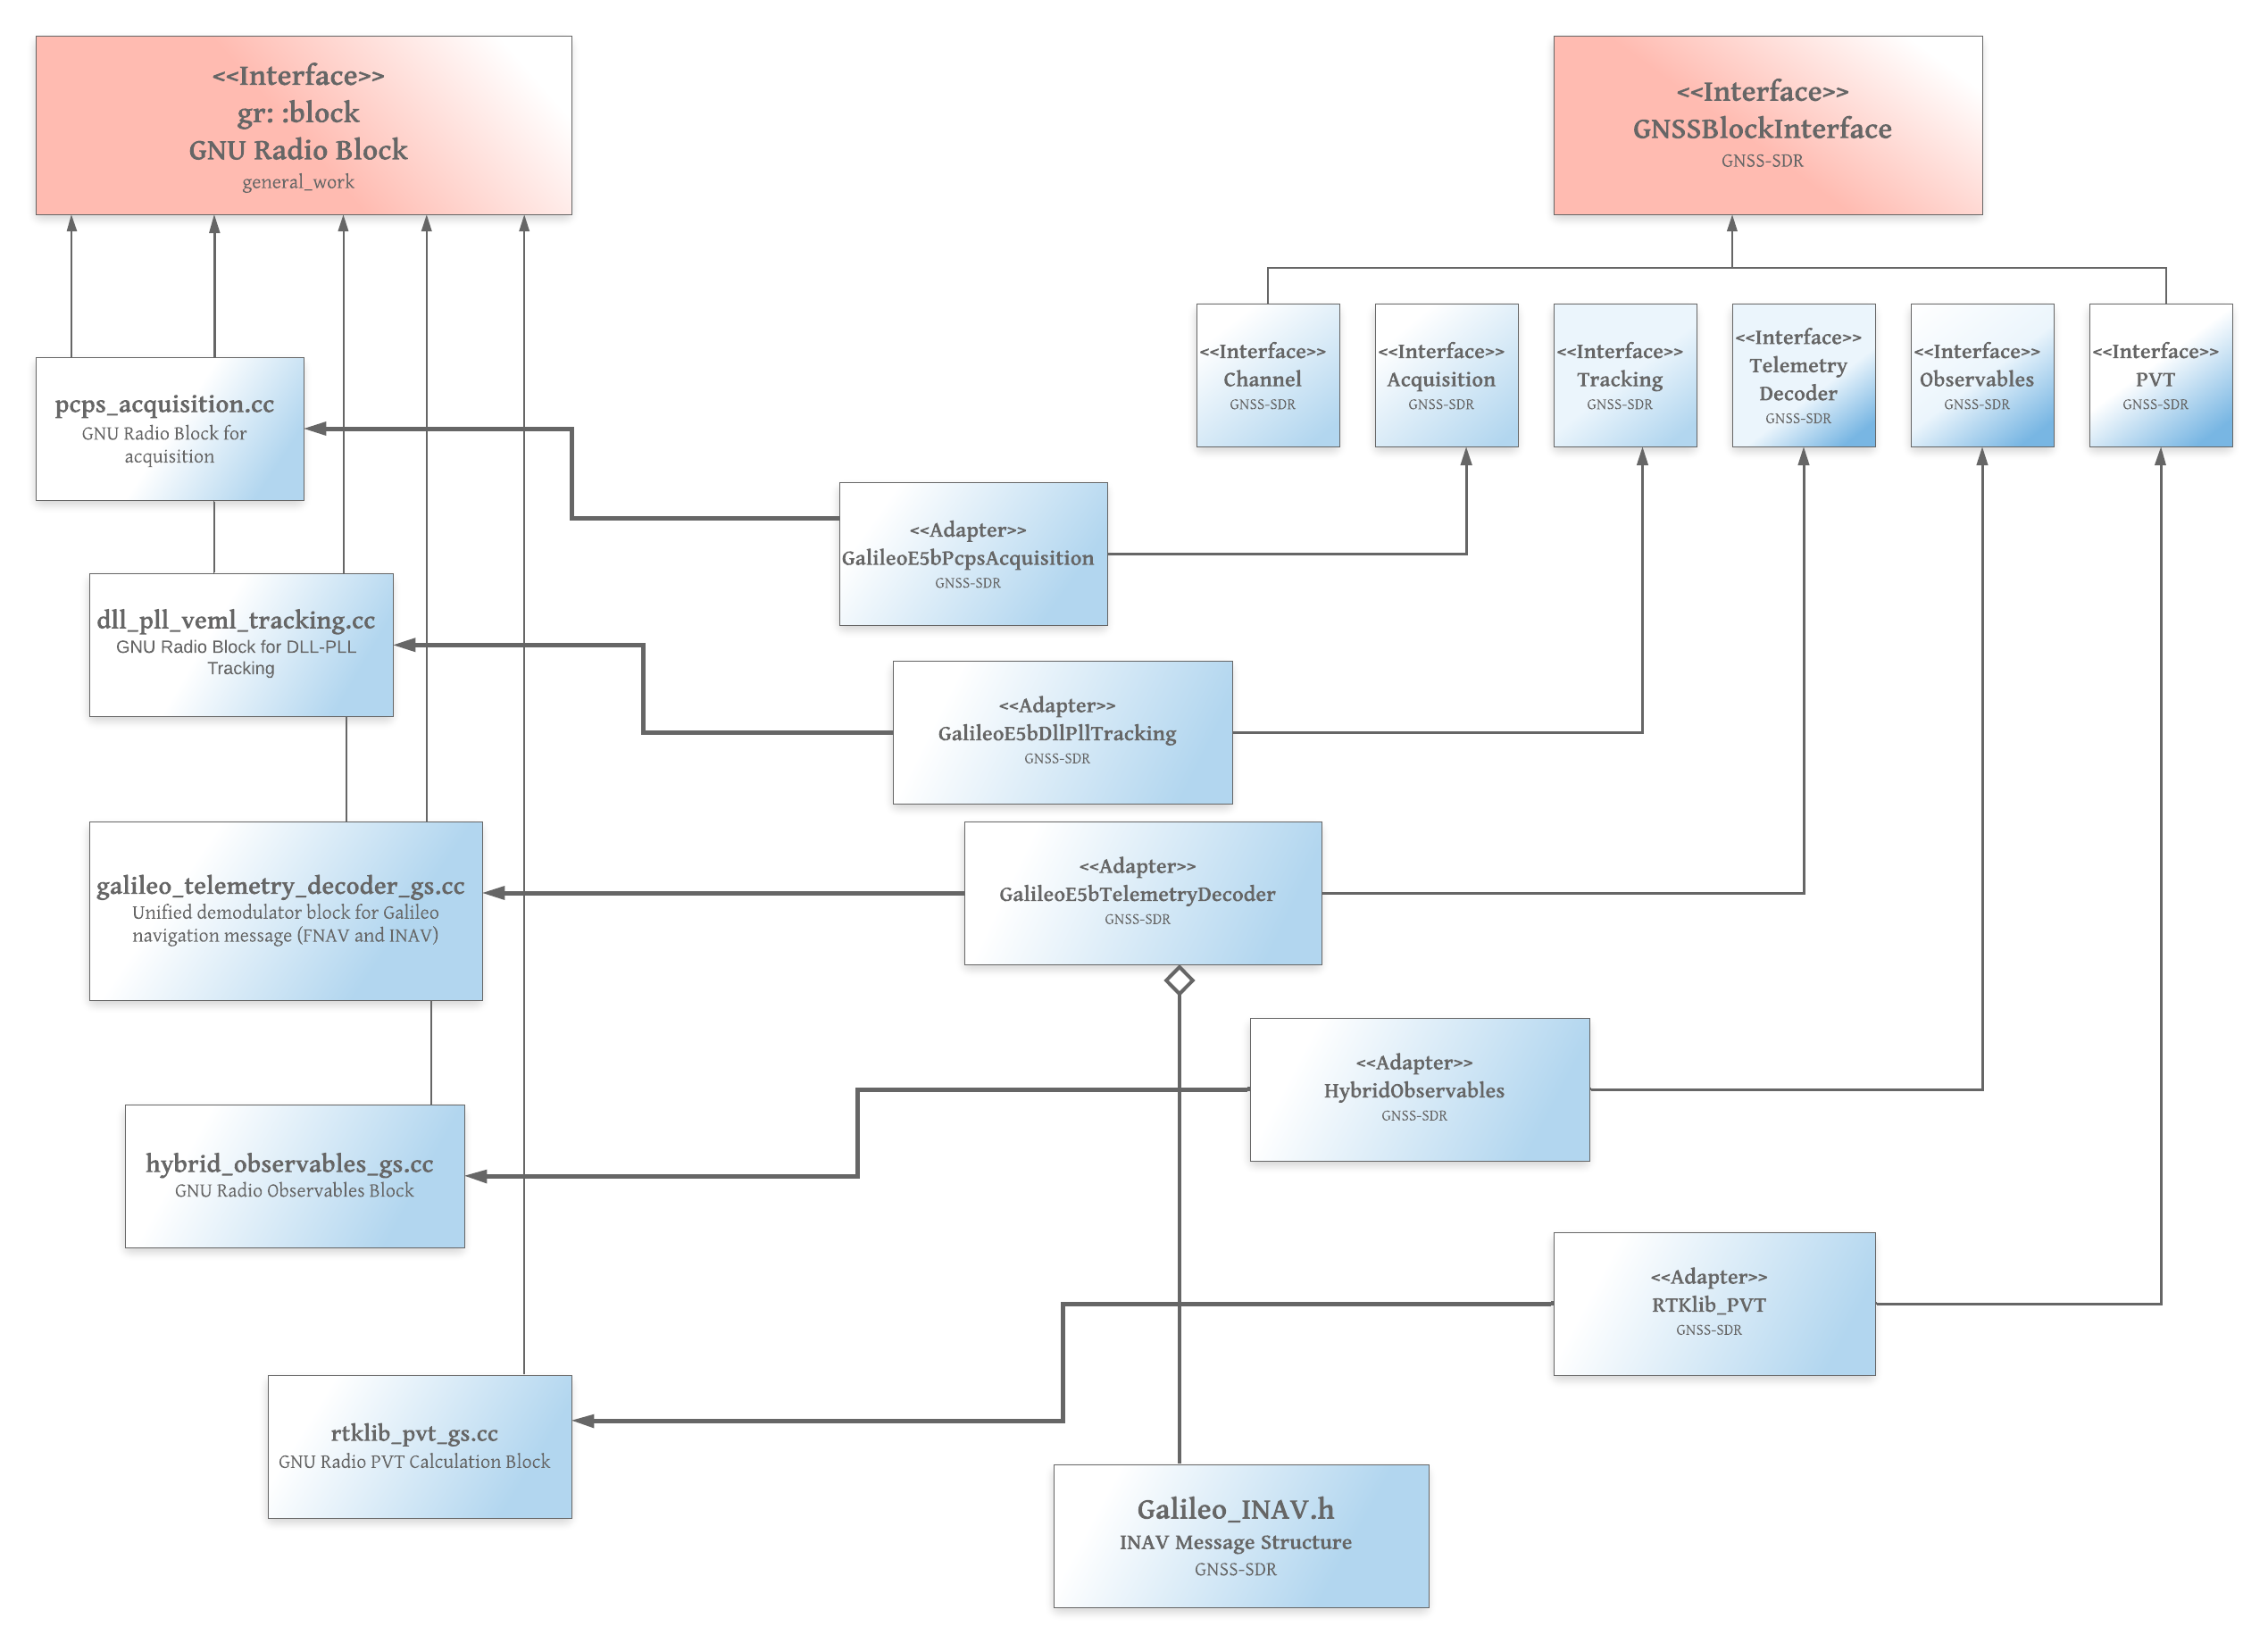 <<Interface>>
gr: :block
GNU Radio Block
general_work
<<Interface>>
GNSSBlockInterface
GNSS-SDR
<<Interface>>
Channel
GNSS-SDR
<<Interface>>
Acquisition
GNSS-SDR
<<Interface>>
Tracking
GNSS-SDR
<<Interface>>
Telemetry
Decoder
GNSS-SDR
<<Interface>>
Observables
GNSS-SDR
<<Interface>>
PVT
GNSS-SDR
pcps_acquisition.cc
GNU Radio Block for
acquisition
<<Adapter>>
GalileoE5bPcpsAcquisition
GNSS-SDR
dll_pll_veml_tracking.cc
GNU Radio Block for DLL-PLL
Tracking
<<Adapter>>
GalileoE5bDllPllTracking
GNSS-SDR
galileo_telemetry_decoder_gs.cc
Unified demodulator block for Galileo
navigation message (FNAV and INAV)
<<Adapter>>
GalileoE5bTelemetryDecoder
GNSS-SDR
<<Adapter>>
HybridObservables
GNSS-SDR
hybrid_observables_gs.cc
GNU Radio Observables Block
<<Adapter>>
RTKlib_PVT
GNSS-SDR
rtklib_pvt_gs.cc
GNU Radio PVT Calculation Block
Galileo_INAV.h
INAV Message Structure
GNSS-SDR